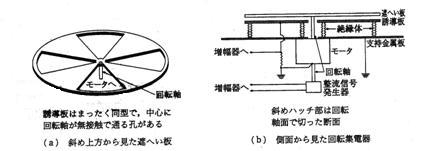 モータへ
回転軸
誘導板はまったく同型で，中心に
回転軸が無接触で通る孔がある
(a) 斜め上方から見た遮へい板
遮へい板
誘導板
絶縁体
支持金属板
増幅器へ
モータ
回転軸
増幅器へ
整流信号
発生器
斜めハッチ部は回転
軸面で切った断面
(b) 側面から見た回転集電器